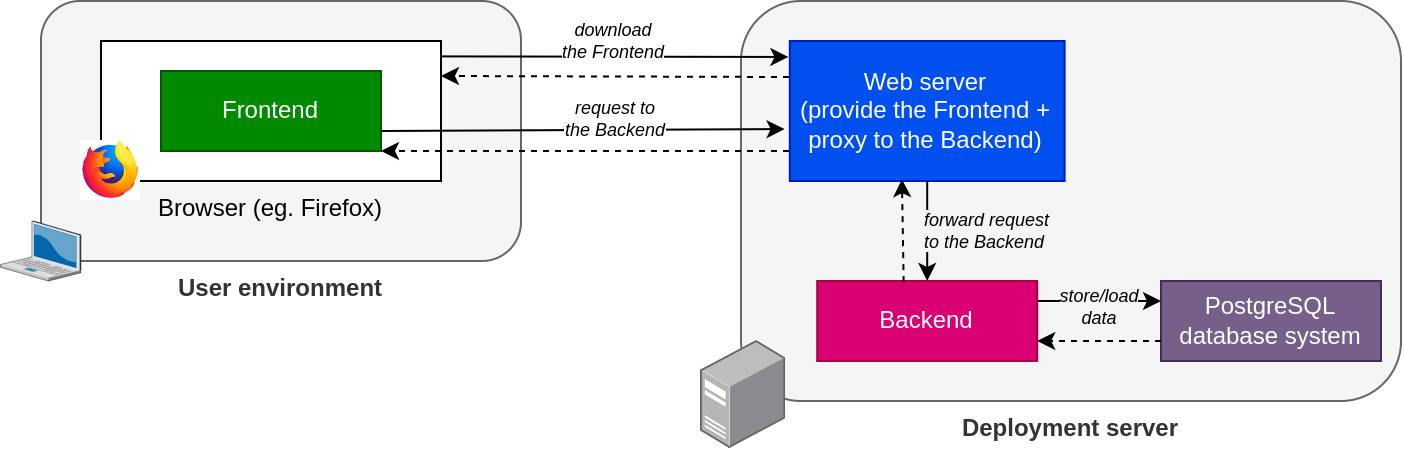 download
the Frontend
Frontend
request to
the Backend
Web server
(provide the Frontend +
proxy to the Backend)
Browser (eg. Firefox)
forward request
to the Backend
User environment
Backend
store/load
data
PostgreSQL
database system
Deployment server